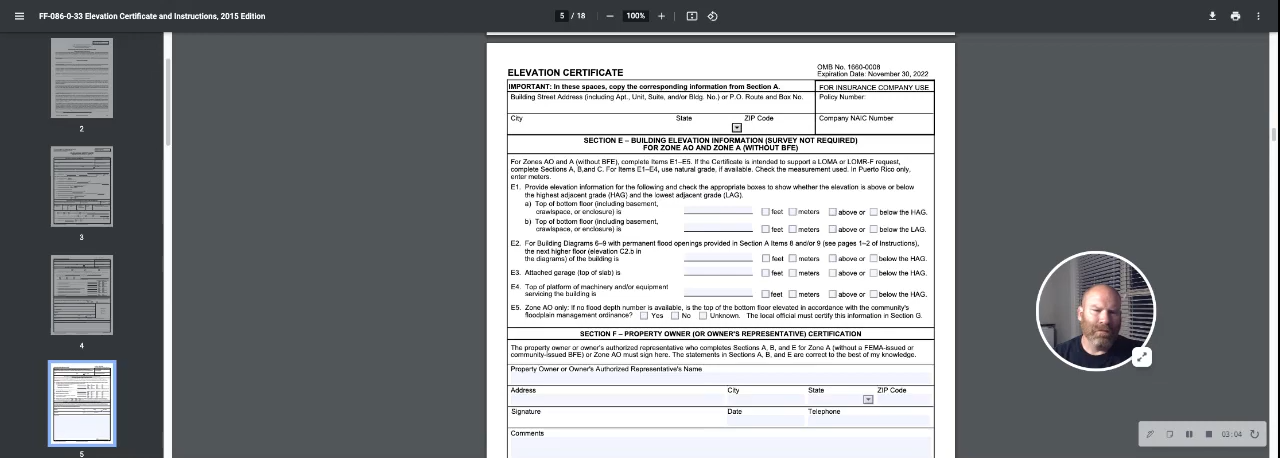 FF-086-0-33 Elevation Certificate and Instructions, 2015 Edition
5 / 18
100%
2
3
4
5
ELEVATION CERTIFICATE
OMB No. 1660-0008
Expiration Date: November 30, 2022
IMPORTANT: In these spaces, copy the corresponding information from Section A.
FOR INSURANCE COMPANY USE
Building Street Address (including Apt., Unit, Suite, and/or Bldg. No.) or P.O. Route and Box No.
Policy Number:
City State ZIP Code
Company NAIC Number
SECTION E – BUILDING ELEVATION INFORMATION (SURVEY NOT REQUIRED)
FOR ZONE AO AND ZONE A (WITHOUT BFE)
For Zones AO and A (without BFE), complete Items E1–E5. If the Certificate is intended to support a LOMA or LOMR-F request,
complete Sections A, B,and C. For Items E1–E4, use natural grade, if available. Check the measurement used. In Puerto Rico only,
enter meters.
E1. Provide elevation information for the following and check the appropriate boxes to show whether the elevation is above or below
the highest adjacent grade (HAG) and the lowest adjacent grade (LAG).
a) Top of bottom floor (including basement,
crawlspace, or enclosure) is feet meters above or below the HAG.
b) Top of bottom floor (including basement,
crawlspace, or enclosure) is feet meters above or below the LAG.
E2. For Building Diagrams 6–9 with permanent flood openings provided in Section A Items 8 and/or 9 (see pages 1–2 of Instructions),
the next higher floor (elevation C2.b in
the diagrams) of the building is feet meters above or below the HAG.
E3. Attached garage (top of slab) is feet meters above or below the HAG.
E4. Top of platform of machinery and/or equipment
servicing the building is feet meters above or below the HAG.
E5. Zone AO only: If no flood depth number is available, is the top of the bottom floor elevated in accordance with the community's
floodplain management ordinance? Yes No Unknown. The local official must certify this information in Section G.
SECTION F – PROPERTY OWNER (OR OWNER'S REPRESENTATIVE) CERTIFICATION
The property owner or owner's authorized representative who completes Sections A, B, and E for Zone A (without a FEMA-issued or
community-issued BFE) or Zone AO must sign here. The statements in Sections A, B, and E are correct to the best of my knowledge.
Property Owner or Owner's Authorized Representative's Name
Address City State ZIP Code
Signature Date Telephone
Comments
03:04